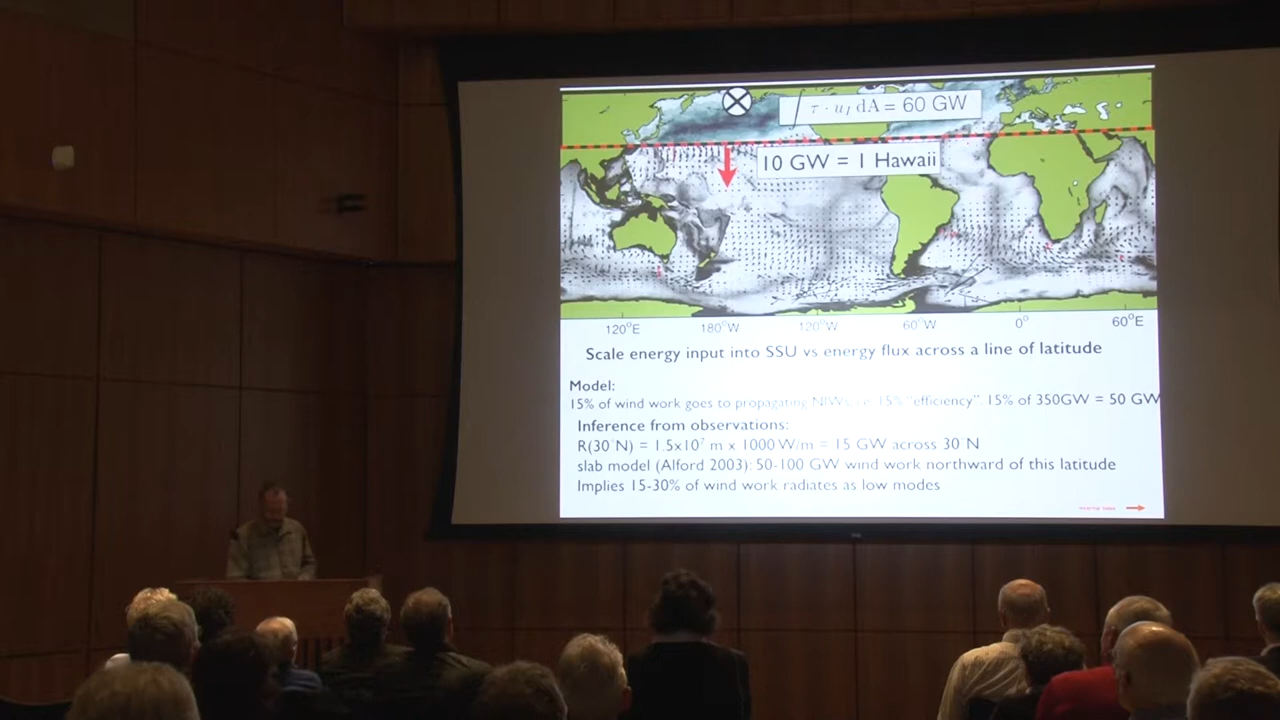 ∫ τ · u_I dA = 60 GW
10 GW = 1 Hawaii
120°E 180°W 120°W 60°W 0° 60°E
Scale energy input into SSU vs energy flux across a line of latitude
Model:
15% of wind work goes to propagating NIWs, i.e. 15% "efficiency". 15% of 350GW = 50 GW
Inference from observations:
R(30°N) = 1.5x10⁷ m x 1000 W/m = 15 GW across 30°N
slab model (Alford 2003): 50-100 GW wind work northward of this latitude
Implies 15-30% of wind work radiates as low modes